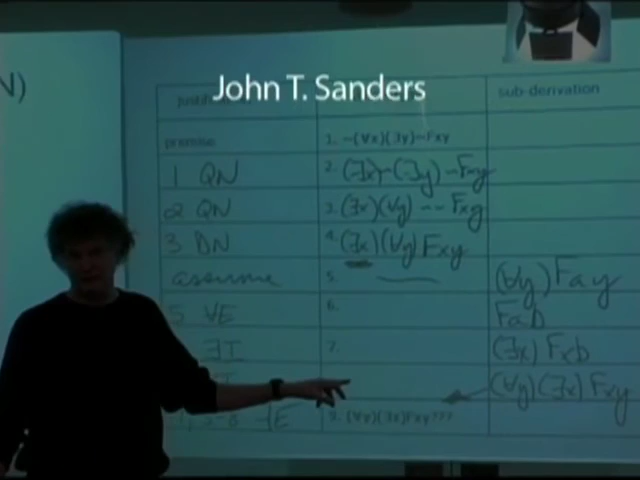 N)
John T. Sanders
sub-derivation
premise 1. ~(∀x)(∃y)~Fxy
1 QN 2. (∃x)~(∃y)~Fxy
2 QN 3. (∃x)(∀y)~~Fxy
3 DN 4. (∃x)(∀y)Fxy
assume 5. (∀y)Fay
5 ∀E 6. Fab
∃I 7. (∃x)Fxb
I (∀y)(∃x)Fxy
9. (∀y)(∃x)Fxy ???